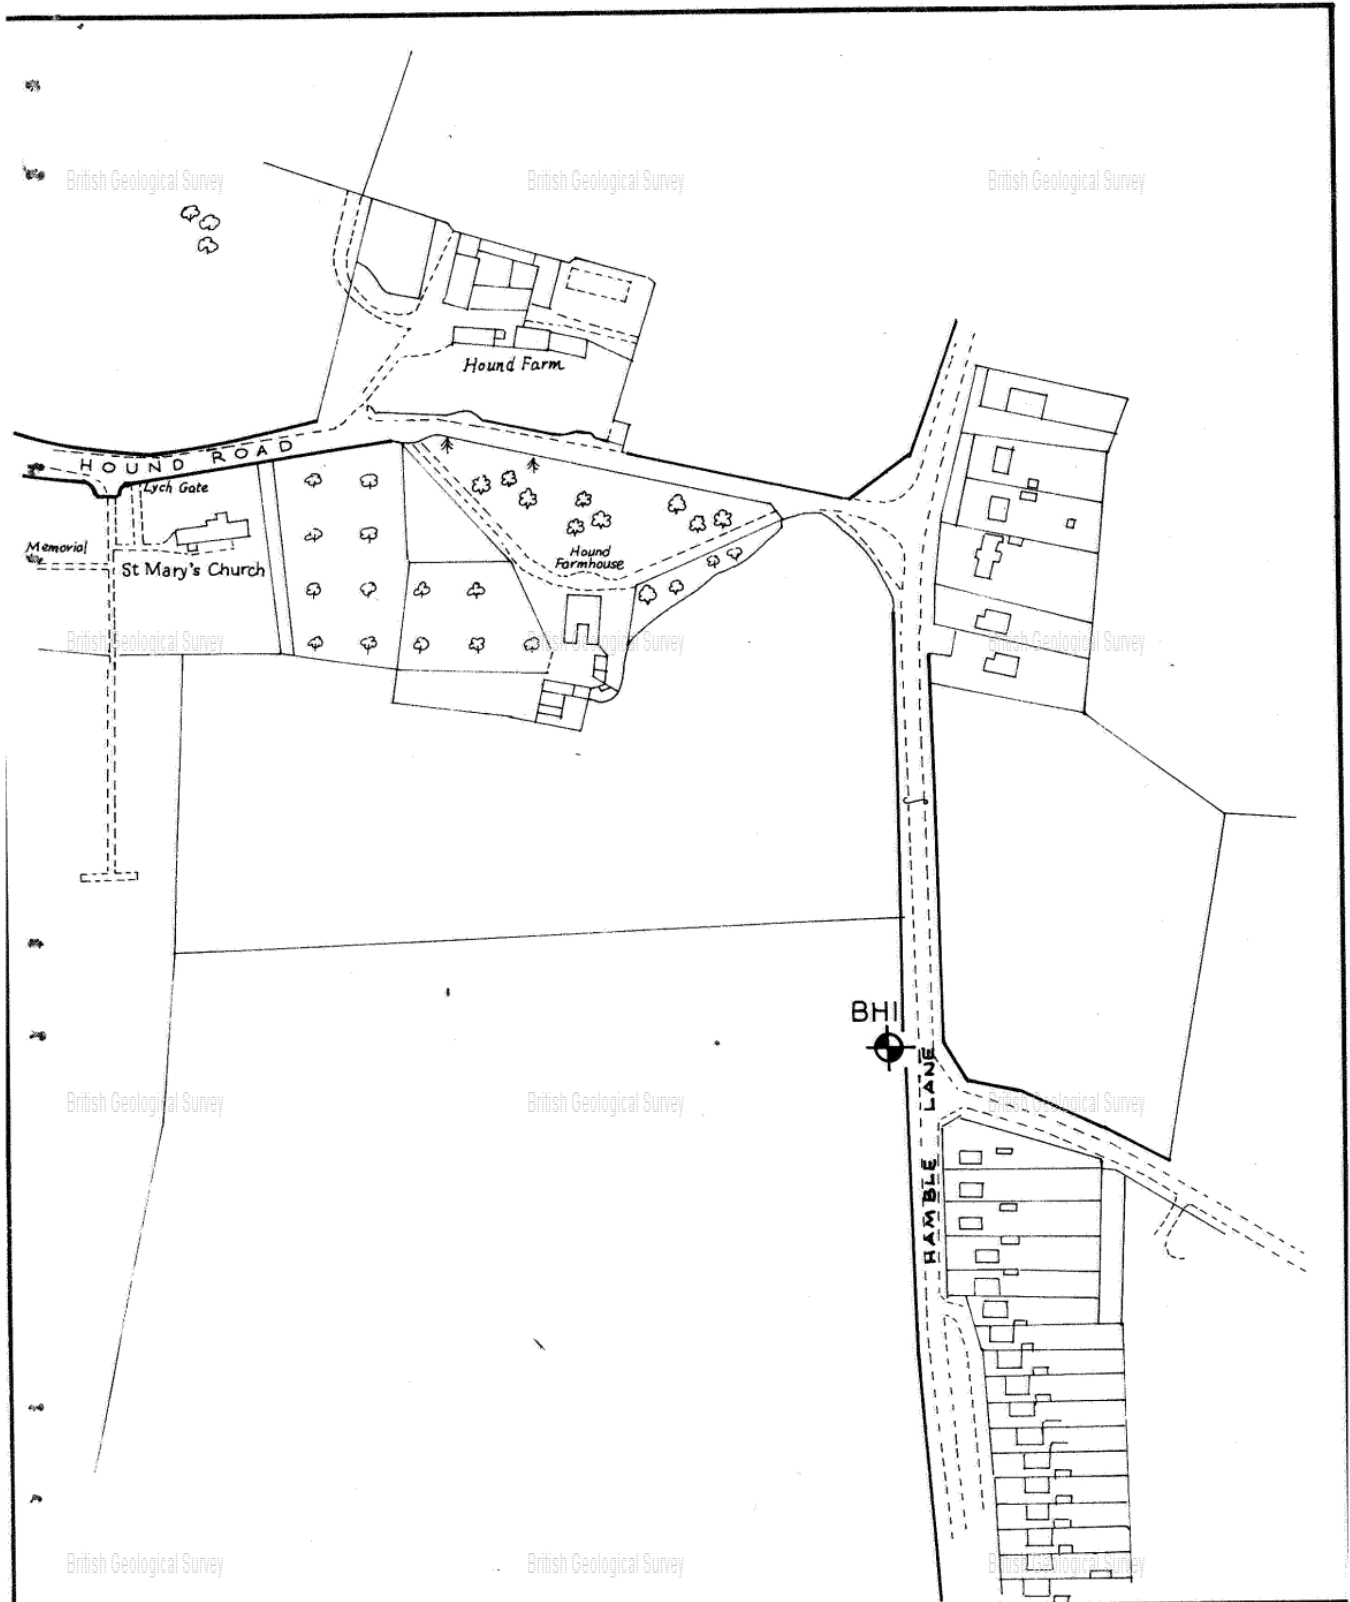 British Geological Survey
British Geological Survey
British Geological Survey
Hound Farm
HOUND ROAD
Lych Gate
Memorial
St Mary's Church
Hound
Farmhouse
British Geological Survey
British Geological Survey
British Geological Survey
BH1
HAMBLE LANE
British Geological Survey
British Geological Survey
British Geological Survey
British Geological Survey
British Geological Survey
British Geological Survey